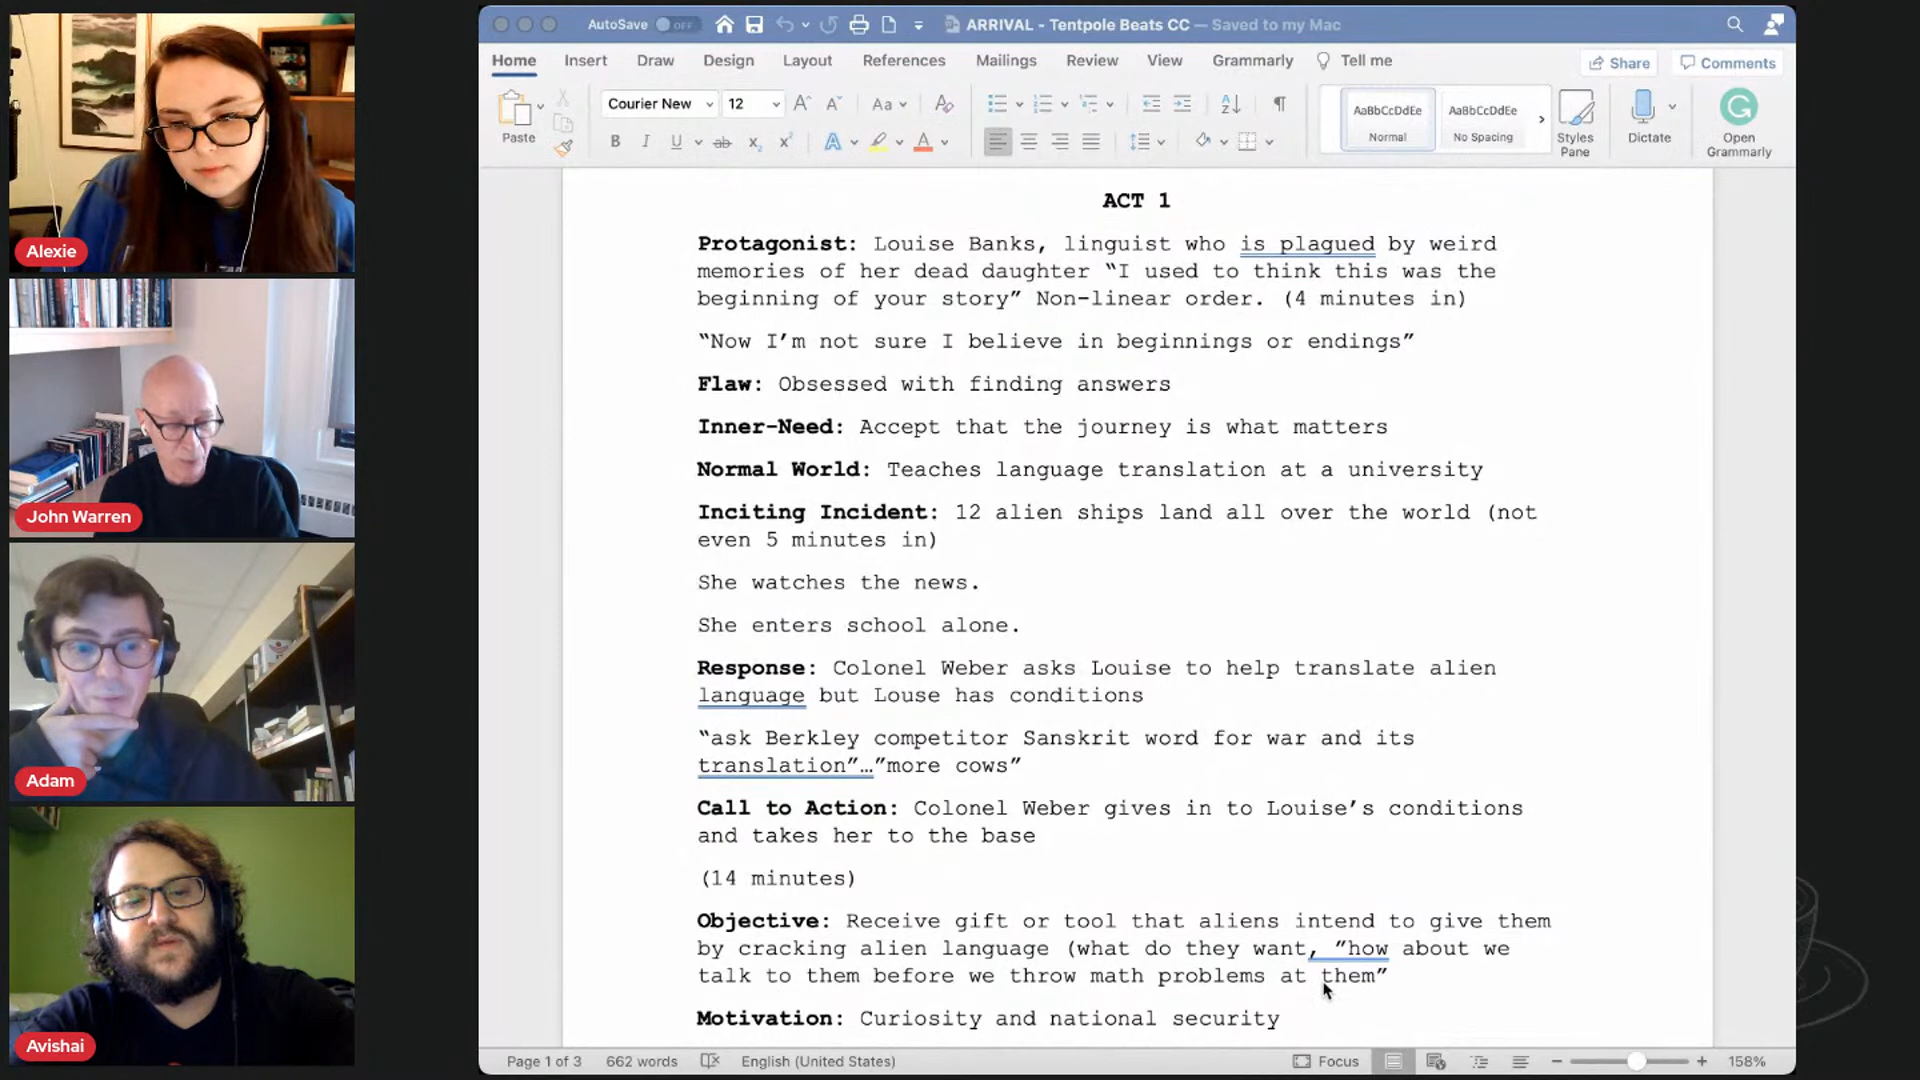 Alexie
John Warren
Adam
Avishai
AutoSave OFF
ARRIVAL - Tentpole Beats CC — Saved to my Mac
Home Insert Draw Design Layout References Mailings Review View Grammarly Tell me Share Comments
Paste
Courier New 12
AaBbCcDdEe AaBbCcDdEe
Normal No Spacing
Styles Pane
Dictate
Open Grammarly
ACT 1
Protagonist: Louise Banks, linguist who is plagued by weird
memories of her dead daughter “I used to think this was the
beginning of your story” Non-linear order. (4 minutes in)
“Now I’m not sure I believe in beginnings or endings”
Flaw: Obsessed with finding answers
Inner-Need: Accept that the journey is what matters
Normal World: Teaches language translation at a university
Inciting Incident: 12 alien ships land all over the world (not
even 5 minutes in)
She watches the news.
She enters school alone.
Response: Colonel Weber asks Louise to help translate alien
language but Louse has conditions
“ask Berkley competitor Sanskrit word for war and its
translation”…”more cows”
Call to Action: Colonel Weber gives in to Louise’s conditions
and takes her to the base
(14 minutes)
Objective: Receive gift or tool that aliens intend to give them
by cracking alien language (what do they want, ”how about we
talk to them before we throw math problems at them”
Motivation: Curiosity and national security
Page 1 of 3 662 words English (United States) Focus 158%